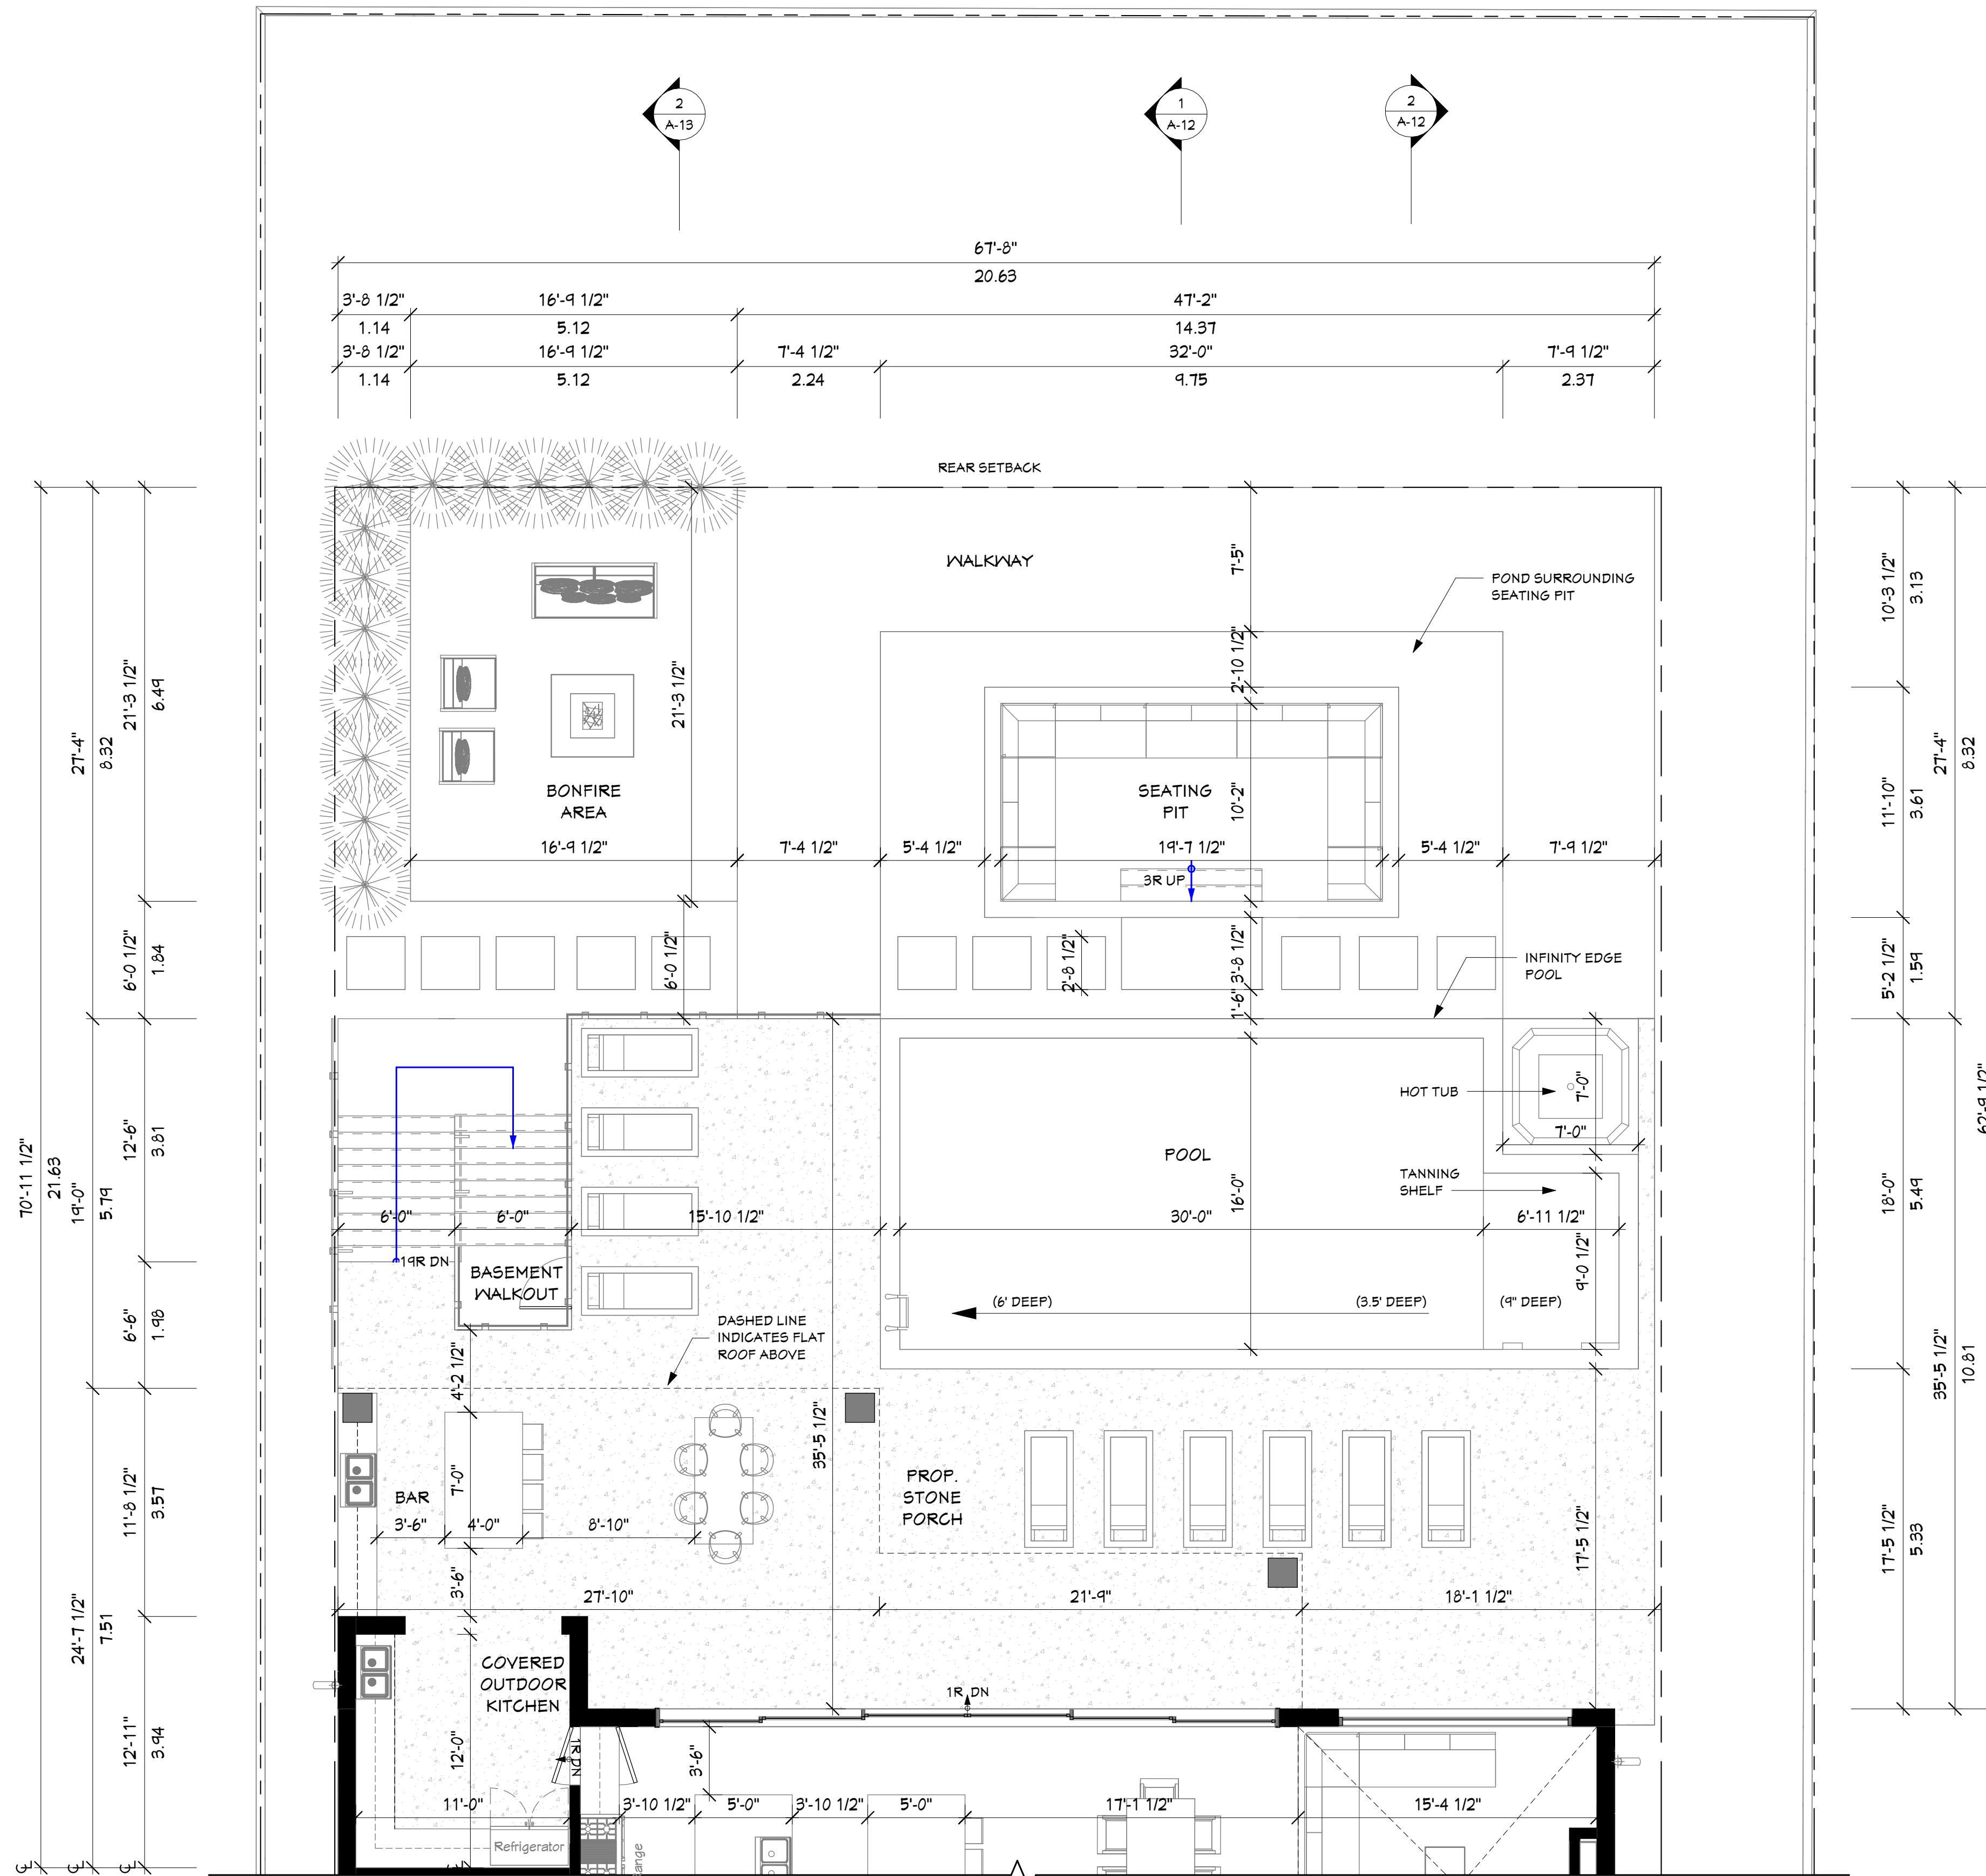 2
A-13
1
A-12
2
A-12
67'-8"
20.63
3'-8 1/2"
16'-9 1/2"
47'-2"
1.14
5.12
14.37
3'-8 1/2"
16'-9 1/2"
7'-4 1/2"
32'-0"
7'-9 1/2"
1.14
5.12
2.24
9.75
2.37
REAR SETBACK
WALKWAY
7'-5"
POND SURROUNDING
SEATING PIT
10'-3 1/2"
3.13
2'-10 1/2"
21'-3 1/2"
6.49
21'-3 1/2"
27'-4"
8.32
27'-4"
8.32
BONFIRE
AREA
SEATING
PIT
10'-2"
11'-10"
3.61
16'-9 1/2"
7'-4 1/2"
5'-4 1/2"
19'-7 1/2"
5'-4 1/2"
7'-9 1/2"
3R UP
6'-0 1/2"
1.84
6'-0 1/2"
2'-8 1/2"
3'-8 1/2"
1'-6"
INFINITY EDGE
POOL
5'-2 1/2"
1.59
12'-6"
3.81
HOT TUB
7'-0"
7'-0"
62'-9 1/2"
70'-11 1/2"
21.63
19'-0"
5.79
POOL
16'-0"
TANNING
SHELF
18'-0"
5.49
6'-0"
6'-0"
15'-10 1/2"
30'-0"
6'-11 1/2"
19R DN
BASEMENT
WALKOUT
9'-0 1/2"
(6' DEEP)
(3.5' DEEP)
(9" DEEP)
6'-6"
1.98
DASHED LINE
INDICATES FLAT
ROOF ABOVE
4'-2 1/2"
35'-5 1/2"
10.81
35'-5 1/2"
BAR
7'-0"
PROP.
STONE
PORCH
11'-8 1/2"
3.57
3'-6"
4'-0"
8'-10"
17'-5 1/2"
17'-5 1/2"
5.33
3'-6"
27'-10"
21'-9"
18'-1 1/2"
24'-7 1/2"
7.51
COVERED
OUTDOOR
KITCHEN
1R DN
12'-11"
3.94
12'-0"
1R DN
3'-6"
11'-0"
3'-10 1/2"
5'-0"
3'-10 1/2"
5'-0"
17'-1 1/2"
15'-4 1/2"
Refrigerator